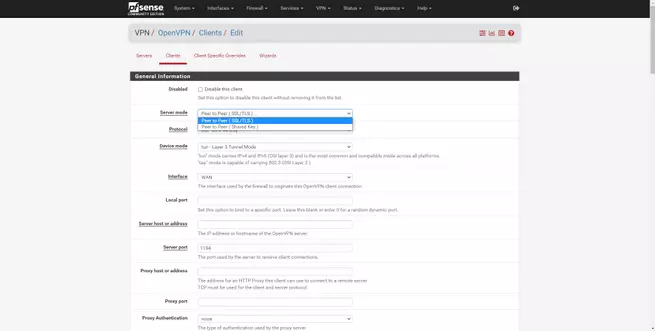 pfsense
COMMUNITY EDITION
System Interfaces Firewall Services VPN Status Diagnostics Help
VPN / OpenVPN / Clients / Edit
Servers Clients Client Specific Overrides Wizards
General Information
Disabled Disable this client
Set this option to disable this client without removing it from the list.
Server mode Peer to Peer ( SSL/TLS )
Peer to Peer ( SSL/TLS )
Peer to Peer ( Shared Key )
Protocol
Device mode tun - Layer 3 Tunnel Mode
"tun" mode carries IPv4 and IPv6 (OSI layer 3) and is the most common and compatible mode across all platforms.
"tap" mode is capable of carrying 802.3 (OSI Layer 2.)
Interface WAN
The interface used by the firewall to originate this OpenVPN client connection
Local port
Set this option to bind to a specific port. Leave this blank or enter 0 for a random dynamic port.
Server host or address
The IP address or hostname of the OpenVPN server.
Server port 1194
The port used by the server to receive client connections.
Proxy host or address
The address for an HTTP Proxy this client can use to connect to a remote server.
TCP must be used for the client and server protocol.
Proxy port
Proxy Authentication none
The type of authentication used by the proxy server.